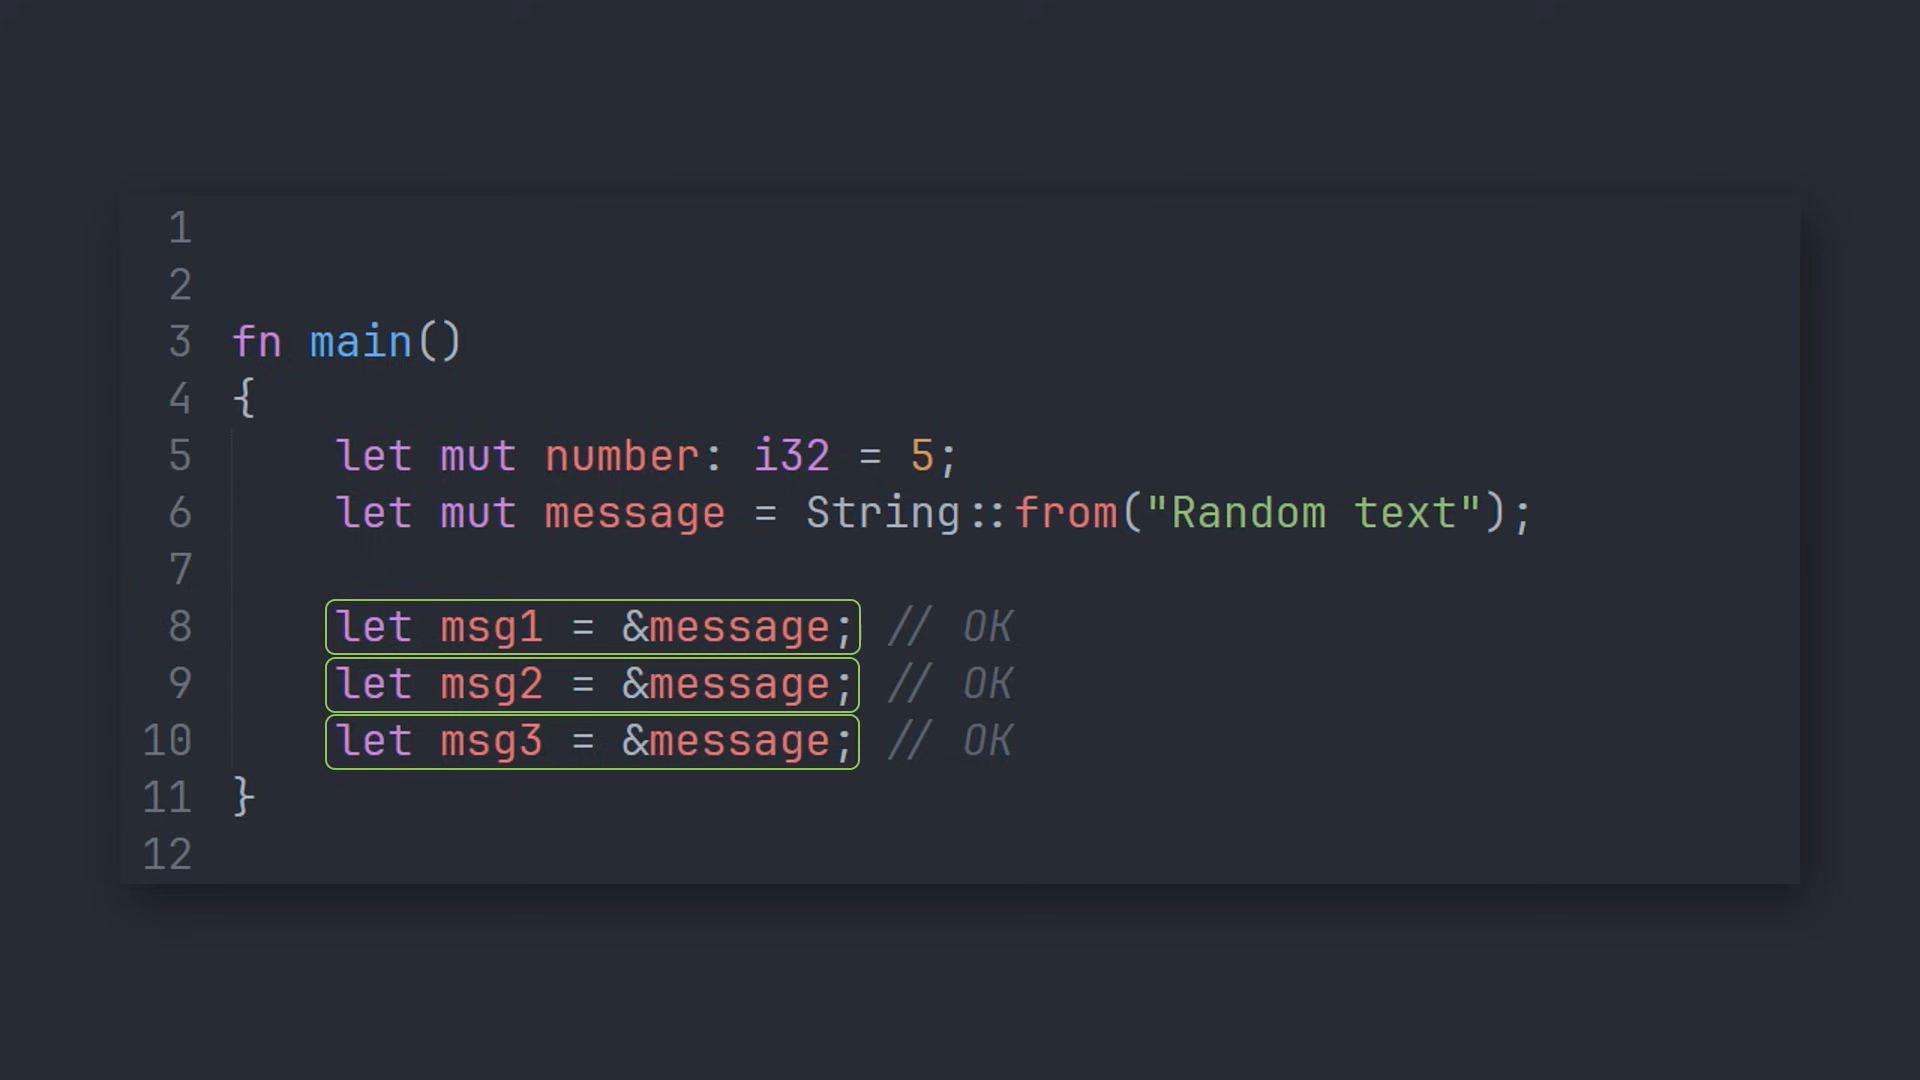 1
2
3 fn main()
4 {
5 let mut number: i32 = 5;
6 let mut message = String::from("Random text");
7
8 let msg1 = &message; // OK
9 let msg2 = &message; // OK
10 let msg3 = &message; // OK
11 }
12